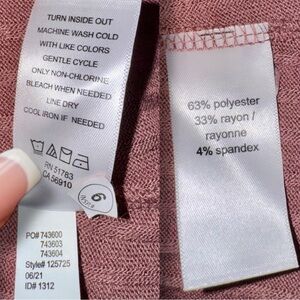 TURN INSIDE OUT
MACHINE WASH COLD
WITH LIKE COLORS
GENTLE CYCLE
ONLY NON-CHLORINE
BLEACH WHEN NEEDED
LINE DRY
COOL IRON IF NEEDED
RN 51783
CA 56910
6
PO# 743600
743603
743604
Style# 125725
06/21
ID# 1312
63% polyester
33% rayon /
rayonne
4% spandex